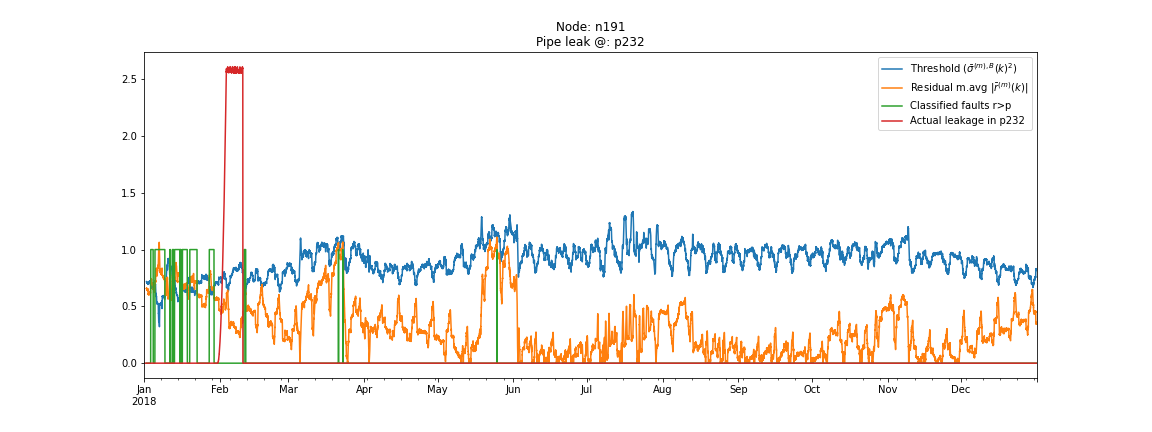 Node: n191
Pipe leak @: p232
2.5
2.0
1.5
1.0
0.5
0.0
Threshold (σ̄⁽ᵐ⁾,ᴮ(k)²)
Residual m.avg |r̄⁽ᵐ⁾(k)|
Classified faults r>p
Actual leakage in p232
Jan Feb Mar Apr May Jun Jul Aug Sep Oct Nov Dec
2018